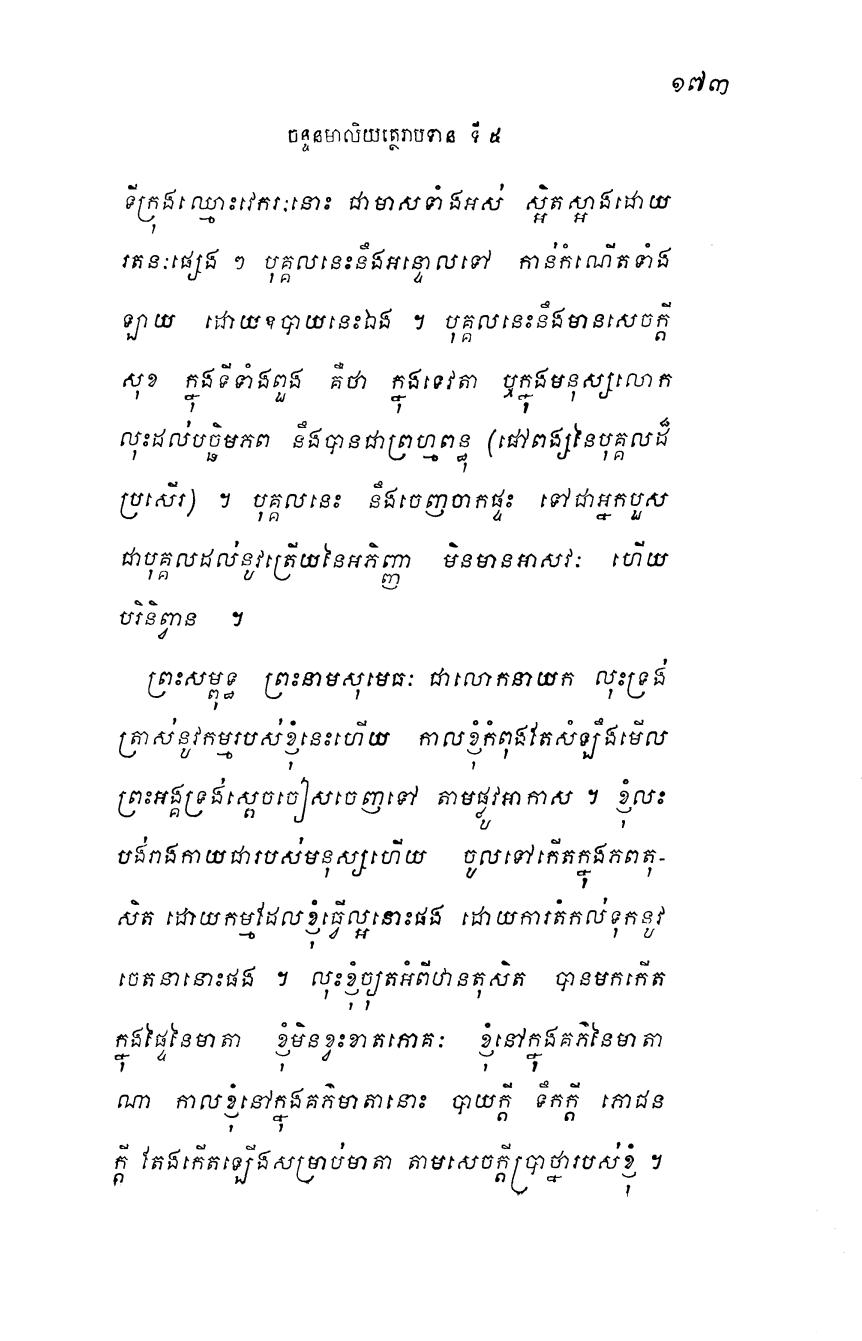 ១៧៣
ចន្ទនមាលិយត្ថេរាបទាន ទី ៥
ទីក្រុងឈ្មោះវេករៈនោះ ជាមាសទាំងអស់ ស្អិតស្អាងដោយ
រតនៈផ្សេង ៗ បុគ្គលនេះនឹងអន្ទោលទៅ កាន់កំណើតទាំង
ឡាយ ដោយឧបាយនេះឯង ។ បុគ្គលនេះនឹងមានសេចក្តី
សុខ ក្នុងទីទាំងពួង គឺថា ក្នុងទេវតា ឬក្នុងមនុស្សលោក
លុះដល់បច្ឆិមភព នឹងបានជាព្រហ្មពន្ធុ (ផៅពង្សនៃបុគ្គលដ៏
ប្រសើរ) ។ បុគ្គលនេះ នឹងចេញចាកផ្ទះ ទៅជាអ្នកបួស
ជាបុគ្គលដល់នូវត្រើយនៃអភិញ្ញា មិនមានអាសវៈ ហើយ
បរិនិព្វាន ។
ព្រះសម្ពុទ្ធ ព្រះនាមសុមេធៈ ជាលោកនាយក លុះទ្រង់
ត្រាស់នូវកម្មរបស់ខ្ញុំនេះហើយ កាលខ្ញុំកំពុងតែសំឡឹងមើល
ព្រះអង្គទ្រង់ស្តេចចៀសចេញទៅ តាមផ្លូវអាកាស ។ ខ្ញុំលះ
បង់រាងកាយជារបស់មនុស្សហើយ ចូលទៅកើតក្នុងភពតុ-
សិត ដោយកម្មដែលខ្ញុំធ្វើល្អនោះផង ដោយការតំកល់ទុកនូវ
ចេតនានោះផង ។ លុះខ្ញុំច្យុតអំពីឋានតុសិត បានមកកើត
ក្នុងផ្ទៃនៃមាតា ខ្ញុំមិនខ្វះខាតភោគៈ ខ្ញុំនៅក្នុងគភ៌នៃមាតា
ណា កាលខ្ញុំនៅក្នុងគភ៌មាតានោះ បាយក្តី ទឹកក្តី ភោជន
ក្តី តែងកើតឡើងសម្រាប់មាតា តាមសេចក្តីប្រាថ្នារបស់ខ្ញុំ ។